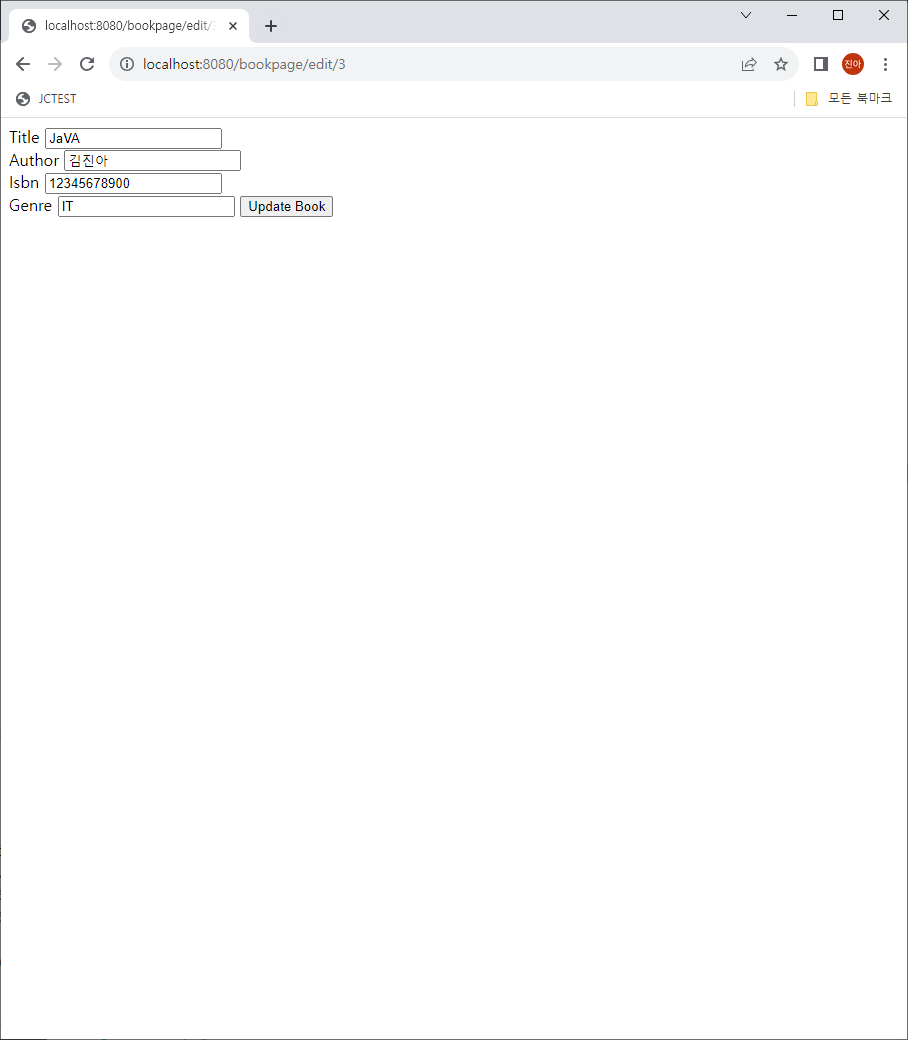 localhost:8080/bookpage/edit/
localhost:8080/bookpage/edit/3
진아
JCTEST
모든 북마크
Title JaVA
Author 김진아
Isbn 12345678900
Genre IT Update Book